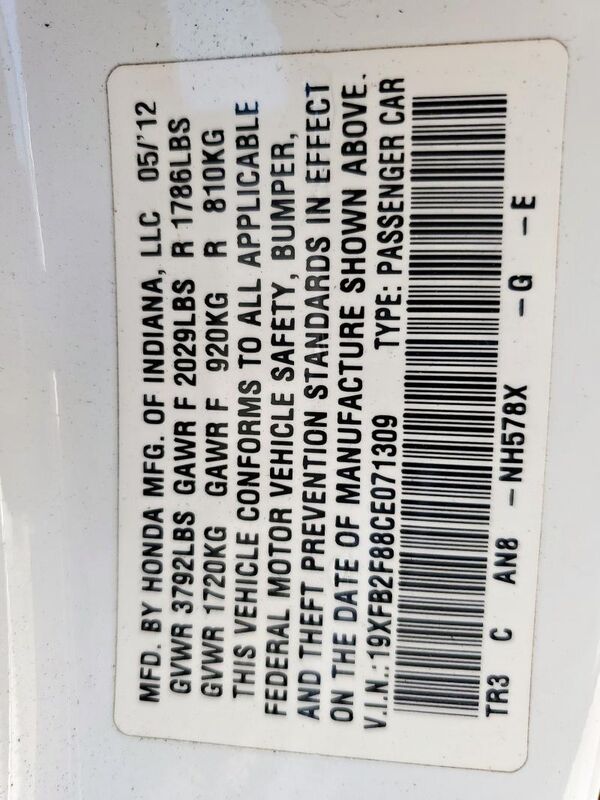 MFD. BY HONDA MFG. OF INDIANA, LLC 05/'12
GVWR 3792LBS GAWR F 2029LBS R 1786LBS
GVWR 1720KG GAWR F 920KG R 810KG
THIS VEHICLE CONFORMS TO ALL APPLICABLE
FEDERAL MOTOR VEHICLE SAFETY, BUMPER,
AND THEFT PREVENTION STANDARDS IN EFFECT
ON THE DATE OF MANUFACTURE SHOWN ABOVE.
V.I.N.:19XFB2F88CE071309 TYPE: PASSENGER CAR
TR3 C AN8 -NH578X -G -E